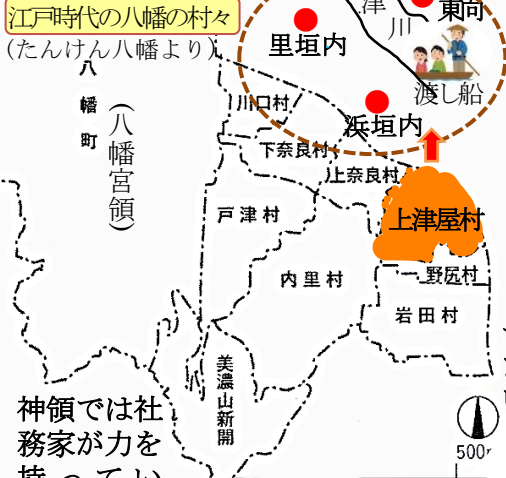 江戸時代の八幡の村々
(たんけん八幡より)
津川
東向
里垣内
渡し船
浜垣内
八幡町
(八幡宮領)
川口村
下奈良村
上奈良村
上津屋村
戸津村
内里村
野尻村
岩田村
美濃山新開
神領では社
務家が力を
500